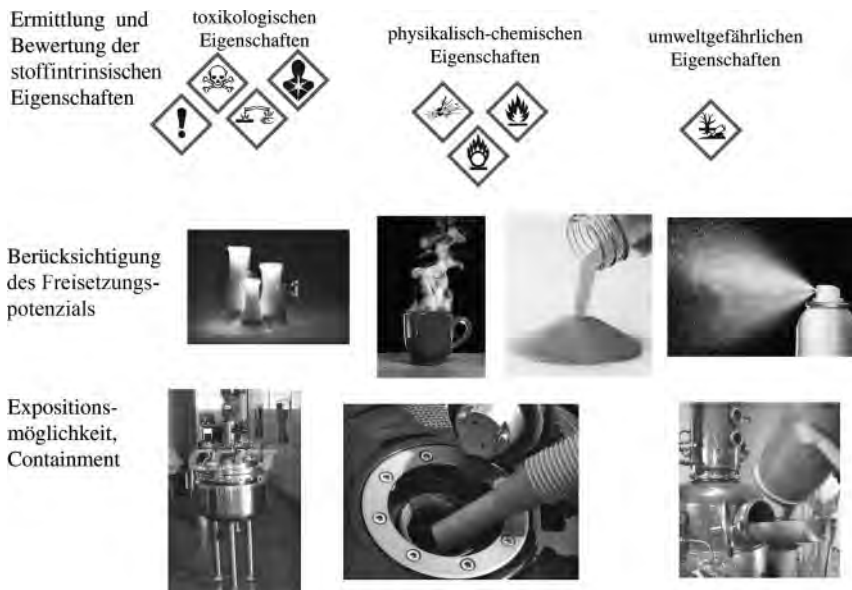 Ermittlung und
Bewertung der
stoffintrinsischen
Eigenschaften
toxikologischen
Eigenschaften
physikalisch-chemischen
Eigenschaften
umweltgefährlichen
Eigenschaften
Berücksichtigung
des Freisetzungs-
potenzials
Expositions-
möglichkeit,
Containment